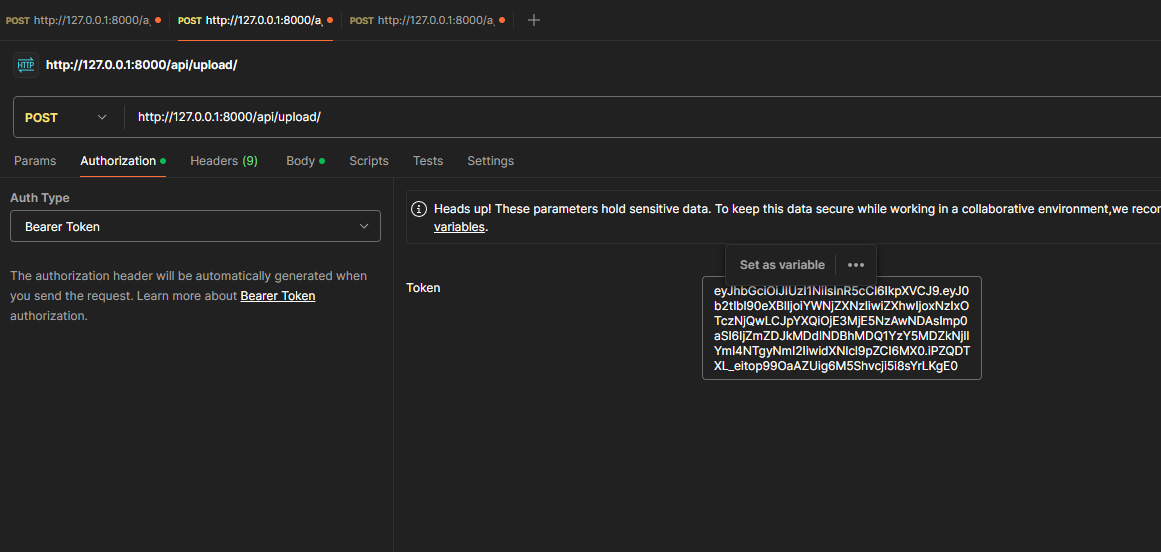 POST http://127.0.0.1:8000/a
POST http://127.0.0.1:8000/a
POST http://127.0.0.1:8000/a
HTTP http://127.0.0.1:8000/api/upload/
POST http://127.0.0.1:8000/api/upload/
Params Authorization Headers (9) Body Scripts Tests Settings
Auth Type
Bearer Token
The authorization header will be automatically generated when
you send the request. Learn more about Bearer Token
authorization.
Heads up! These parameters hold sensitive data. To keep this data secure while working in a collaborative environment,we recor
variables.
Set as variable
Token